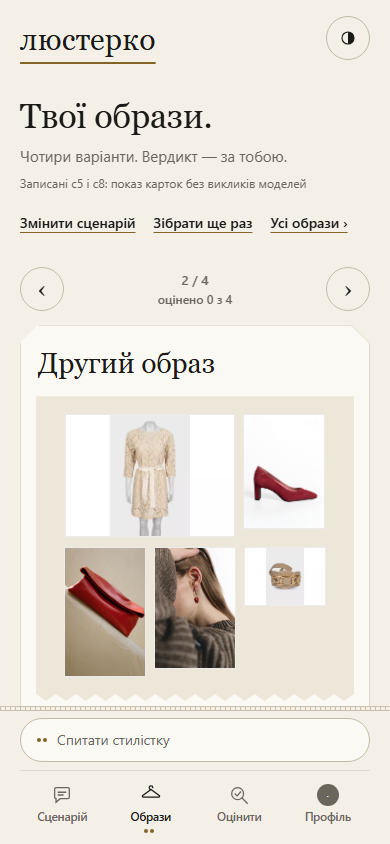 люстерко
Твої образи.
Чотири варіанти. Вердикт — за тобою.
Записані с5 і с8: показ карток без викликів моделей
Змінити сценарій Зібрати ще раз Усі образи ›
‹ 2 / 4 ›
оцінено 0 з 4
Другий образ
Спитати стилістку
Сценарій Образи Оцінити Профіль